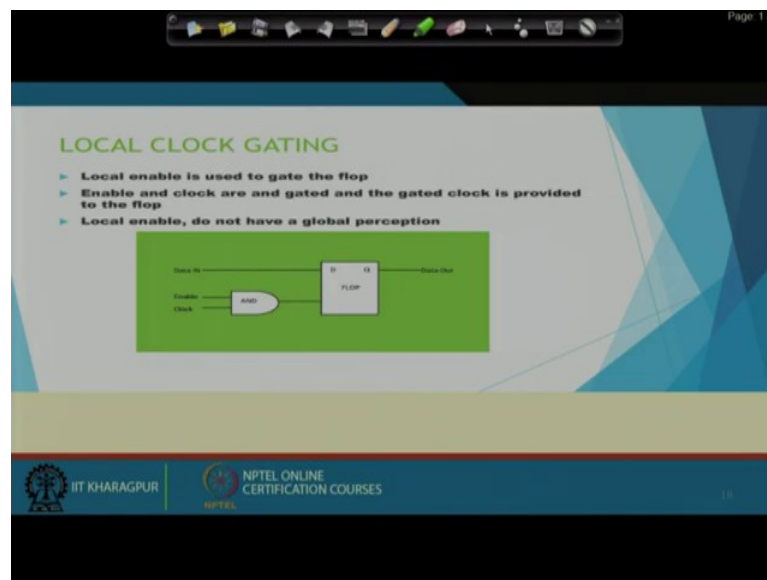 Page: 1
LOCAL CLOCK GATING
Local enable is used to gate the flop
Enable and clock are and gated and the gated clock is provided
to the flop
Local enable, do not have a global perception
Data IN
D
Q
Data Out
FLOP
Enable
AND
Clock
IIT KHARAGPUR
NPTEL
NPTEL ONLINE
CERTIFICATION COURSES